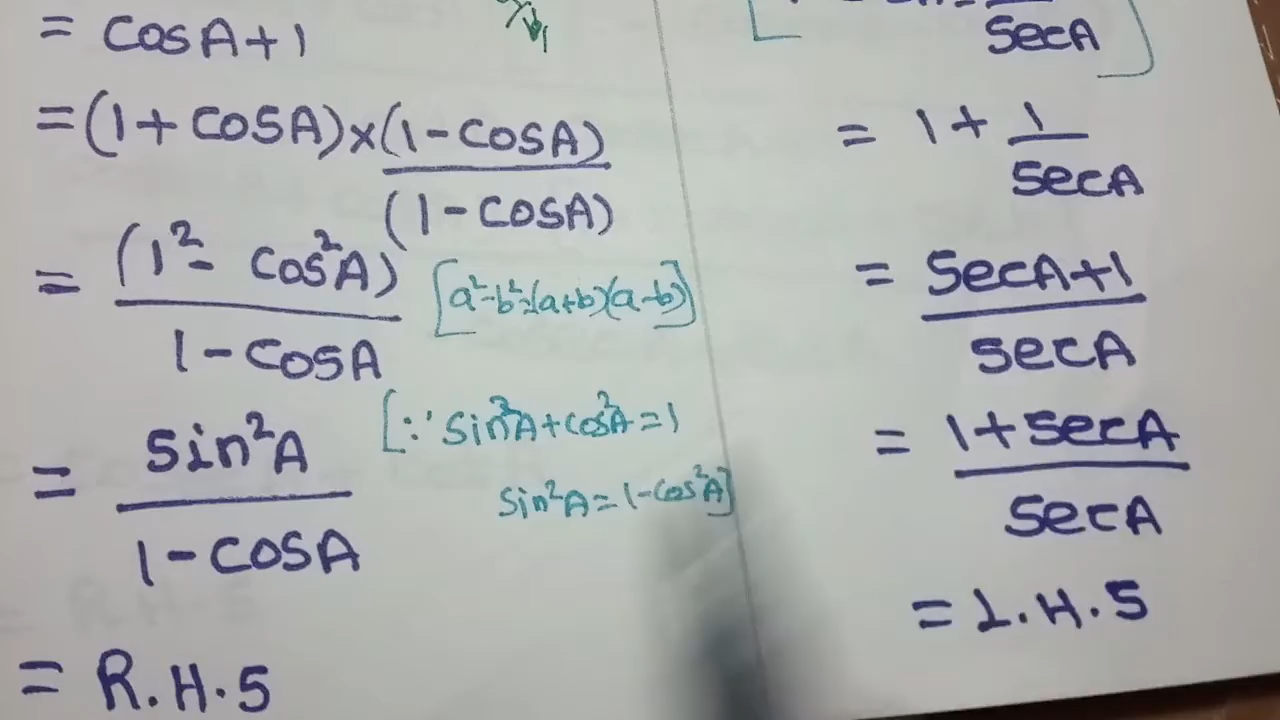 = cosA+1
=(1+cosA)×(1-cosA)
(1-cosA)
= (1²- cos²A) [a²-b²=(a+b)(a-b)]
1-cosA
= sin²A [∵ sin²A+cos²A=1
1-cosA sin²A=1-cos²A]
= R.H.S
secA
= 1+ 1
secA
= secA+1
secA
= 1+secA
secA
= L.H.S